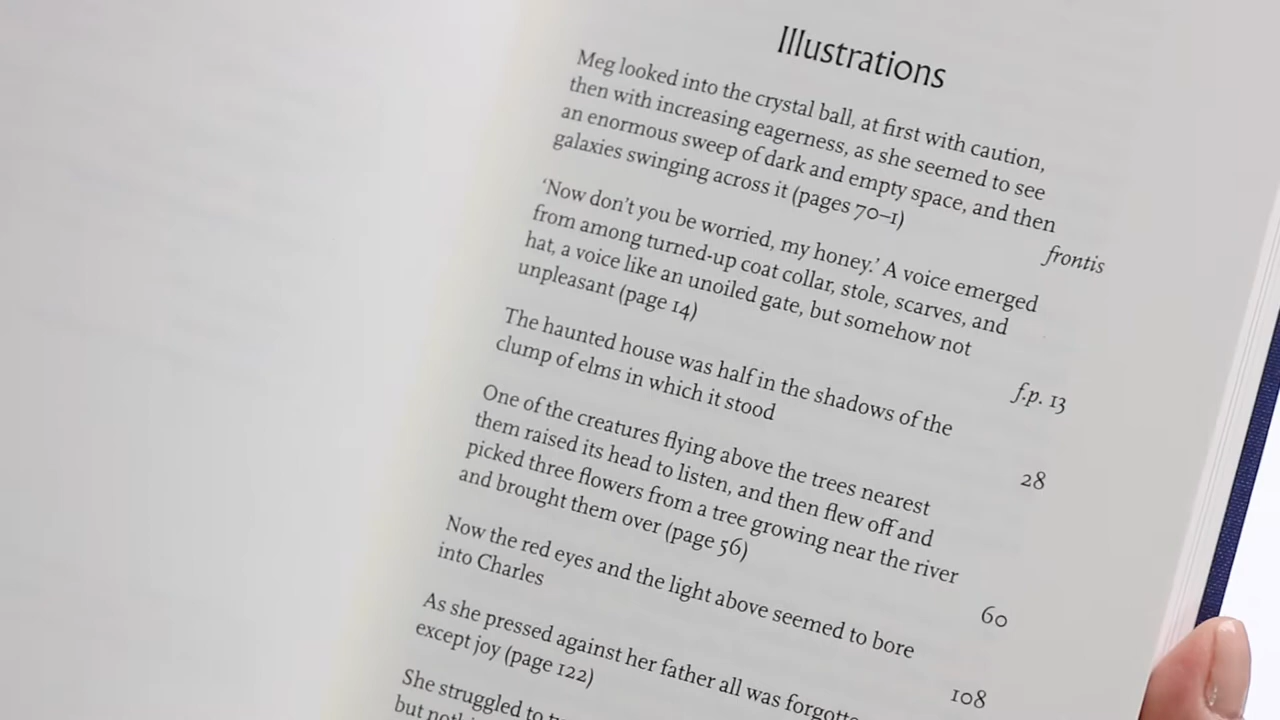 Illustrations
Meg looked into the crystal ball, at first with caution,
then with increasing eagerness, as she seemed to see
an enormous sweep of dark and empty space, and then
galaxies swinging across it (pages 70–1)
frontis
‘Now don’t you be worried, my honey.’ A voice emerged
from among turned-up coat collar, stole, scarves, and
hat, a voice like an unoiled gate, but somehow not
unpleasant (page 14)
f.p. 13
The haunted house was half in the shadows of the
clump of elms in which it stood
28
One of the creatures flying above the trees nearest
them raised its head to listen, and then flew off and
picked three flowers from a tree growing near the river
and brought them over (page 56)
60
Now the red eyes and the light above seemed to bore
into Charles
108
As she pressed against her father all was
except joy (page 122)
She struggled to
but